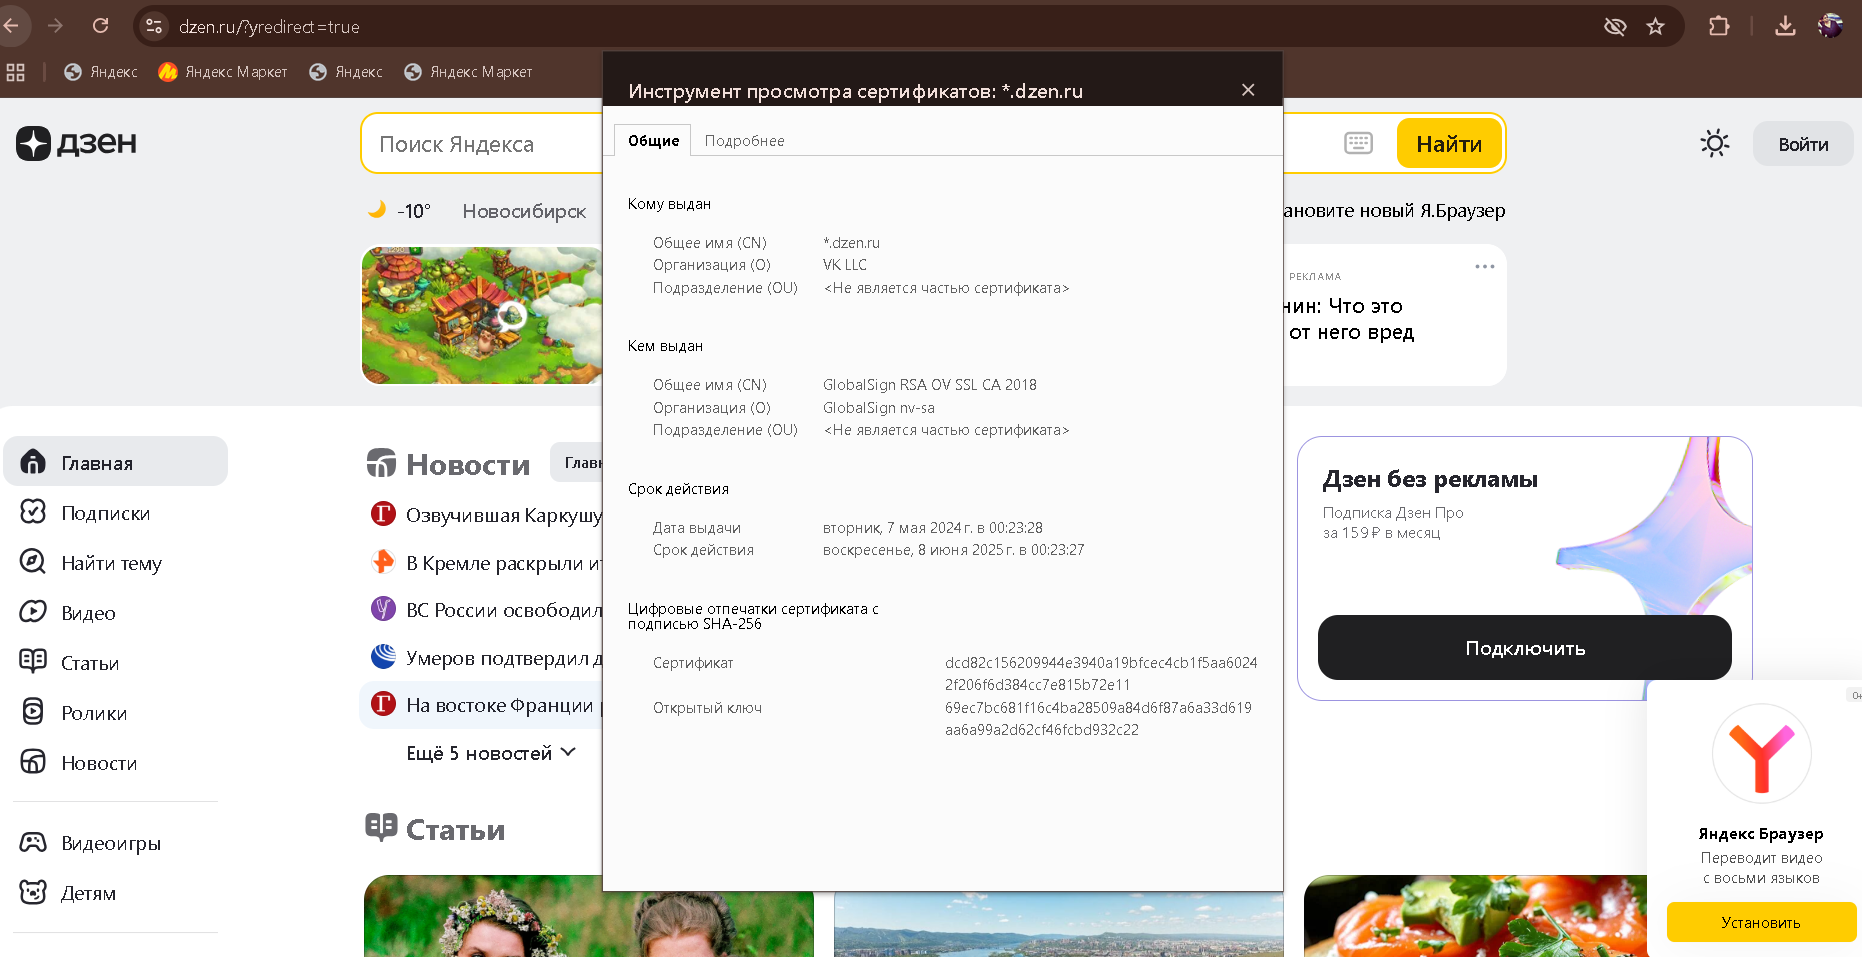 dzen.ru/?yredirect=true
Яндекс
Яндекс Маркет
Яндекс
Яндекс Маркет
дзен
Поиск Яндекса
Найти
Войти
-10°
Новосибирск
ановите новый Я.Браузер
РЕКЛАМА
нин: Что это
от него вред
Инструмент просмотра сертификатов: *.dzen.ru
Общие
Подробнее
Кому выдан
Общее имя (CN) *.dzen.ru
Организация (O) VK LLC
Подразделение (OU) <Не является частью сертификата>
Кем выдан
Общее имя (CN) GlobalSign RSA OV SSL CA 2018
Организация (O) GlobalSign nv-sa
Подразделение (OU) <Не является частью сертификата>
Срок действия
Дата выдачи вторник, 7 мая 2024 г. в 00:23:28
Срок действия воскресенье, 8 июня 2025 г. в 00:23:27
Цифровые отпечатки сертификата с
подписью SHA-256
Сертификат dcd82c156209944e3940a19bfcec4cb1f5aa6024
2f206f6d384cc7e815b72e11
Открытый ключ 69ec7bc681f16c4ba28509a84d6f87a6a33d619
aa6a99a2d62cf46fcbd932c22
Главная
Подписки
Найти тему
Видео
Статьи
Ролики
Новости
Видеоигры
Детям
Новости
Главн
Озвучившая Каркушу
В Кремле раскрыли ит
ВС России освободил
Умеров подтвердил д
На востоке Франции
Ещё 5 новостей
Статьи
Дзен без рекламы
Подписка Дзен Про
за 159 ₽ в месяц
Подключить
0+
Яндекс Браузер
Переводит видео
с восьми языков
Установить